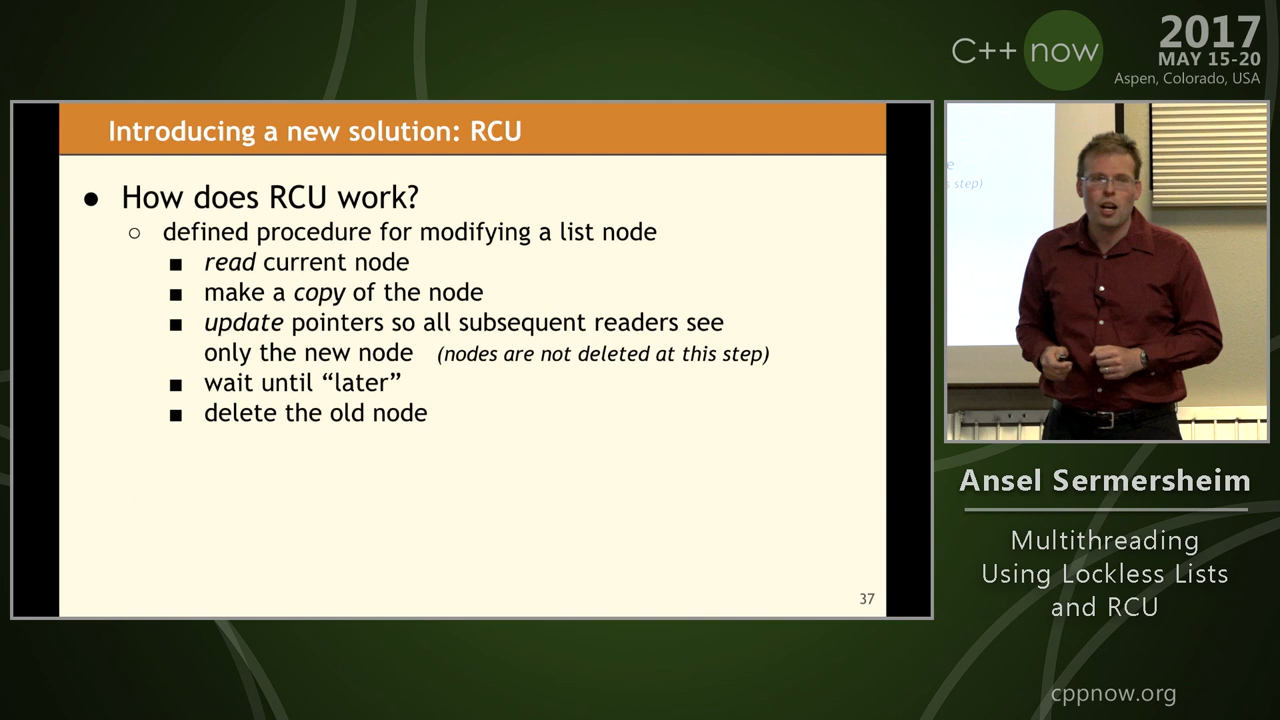 C++ now
2017
MAY 15-20
Aspen, Colorado, USA
Introducing a new solution: RCU
● How does RCU work?
○ defined procedure for modifying a list node
■ read current node
■ make a copy of the node
■ update pointers so all subsequent readers see
only the new node (nodes are not deleted at this step)
■ wait until “later”
■ delete the old node
37
step)
Ansel Sermersheim
Multithreading
Using Lockless Lists
and RCU
cppnow.org